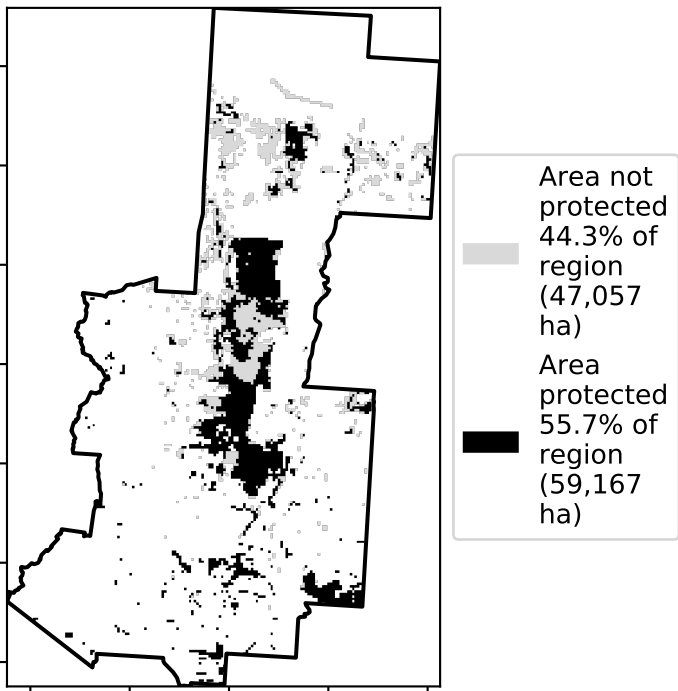 Area not
protected
44.3% of
region
(47,057
ha)
Area
protected
55.7% of
region
(59,167
ha)